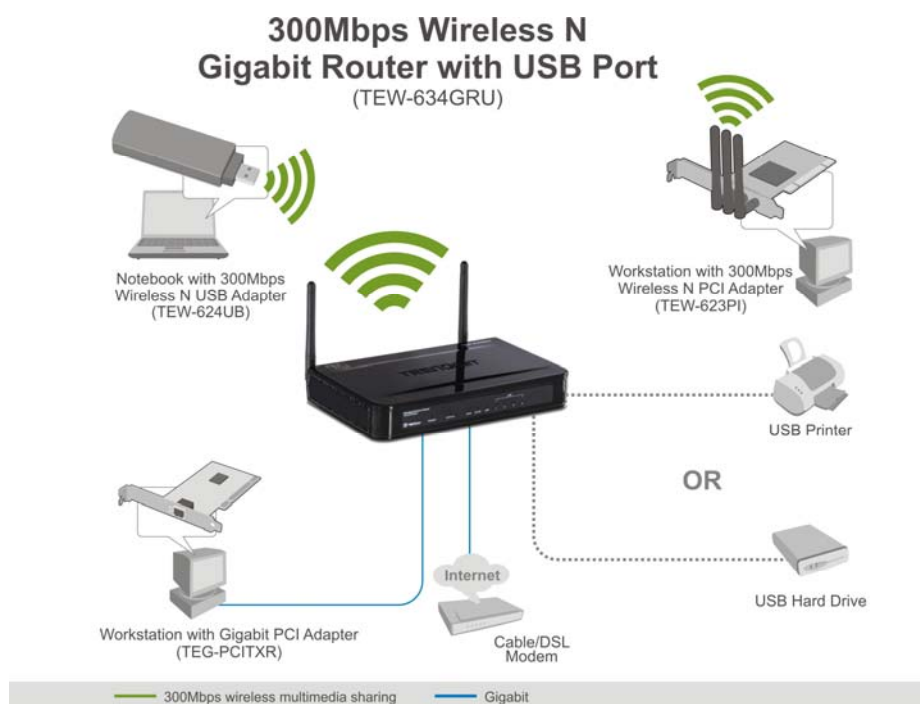 300Mbps Wireless N
Gigabit Router with USB Port
(TEW-634GRU)
Notebook with 300Mbps
Wireless N USB Adapter
(TEW-624UB)
Workstation with 300Mbps
Wireless N PCI Adapter
(TEW-623PI)
TRENDNET
USB Printer
OR
USB Hard Drive
Internet
Cable/DSL
Modem
Workstation with Gigabit PCI Adapter
(TEG-PCITXR)
300Mbps wireless multimedia sharing
Gigabit